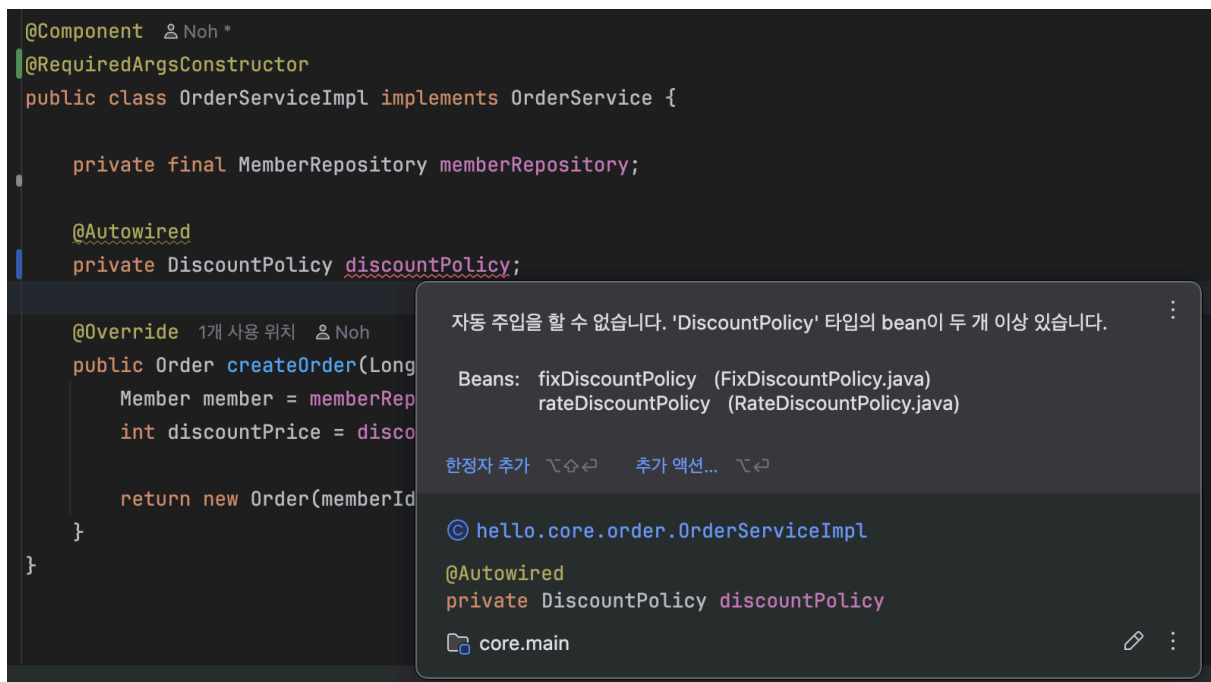 @Component Noh *
@RequiredArgsConstructor
public class OrderServiceImpl implements OrderService {
private final MemberRepository memberRepository;
@Autowired
private DiscountPolicy discountPolicy;
@Override 1개 사용 위치 Noh
public Order createOrder(Long
Member member = memberRep
int discountPrice = disco
return new Order(memberId
}
}
자동 주입을 할 수 없습니다. 'DiscountPolicy' 타입의 bean이 두 개 이상 있습니다.
Beans: fixDiscountPolicy (FixDiscountPolicy.java)
rateDiscountPolicy (RateDiscountPolicy.java)
한정자 추가 ⌥⇧⏎ 추가 액션... ⌥⏎
© hello.core.order.OrderServiceImpl
@Autowired
private DiscountPolicy discountPolicy
core.main